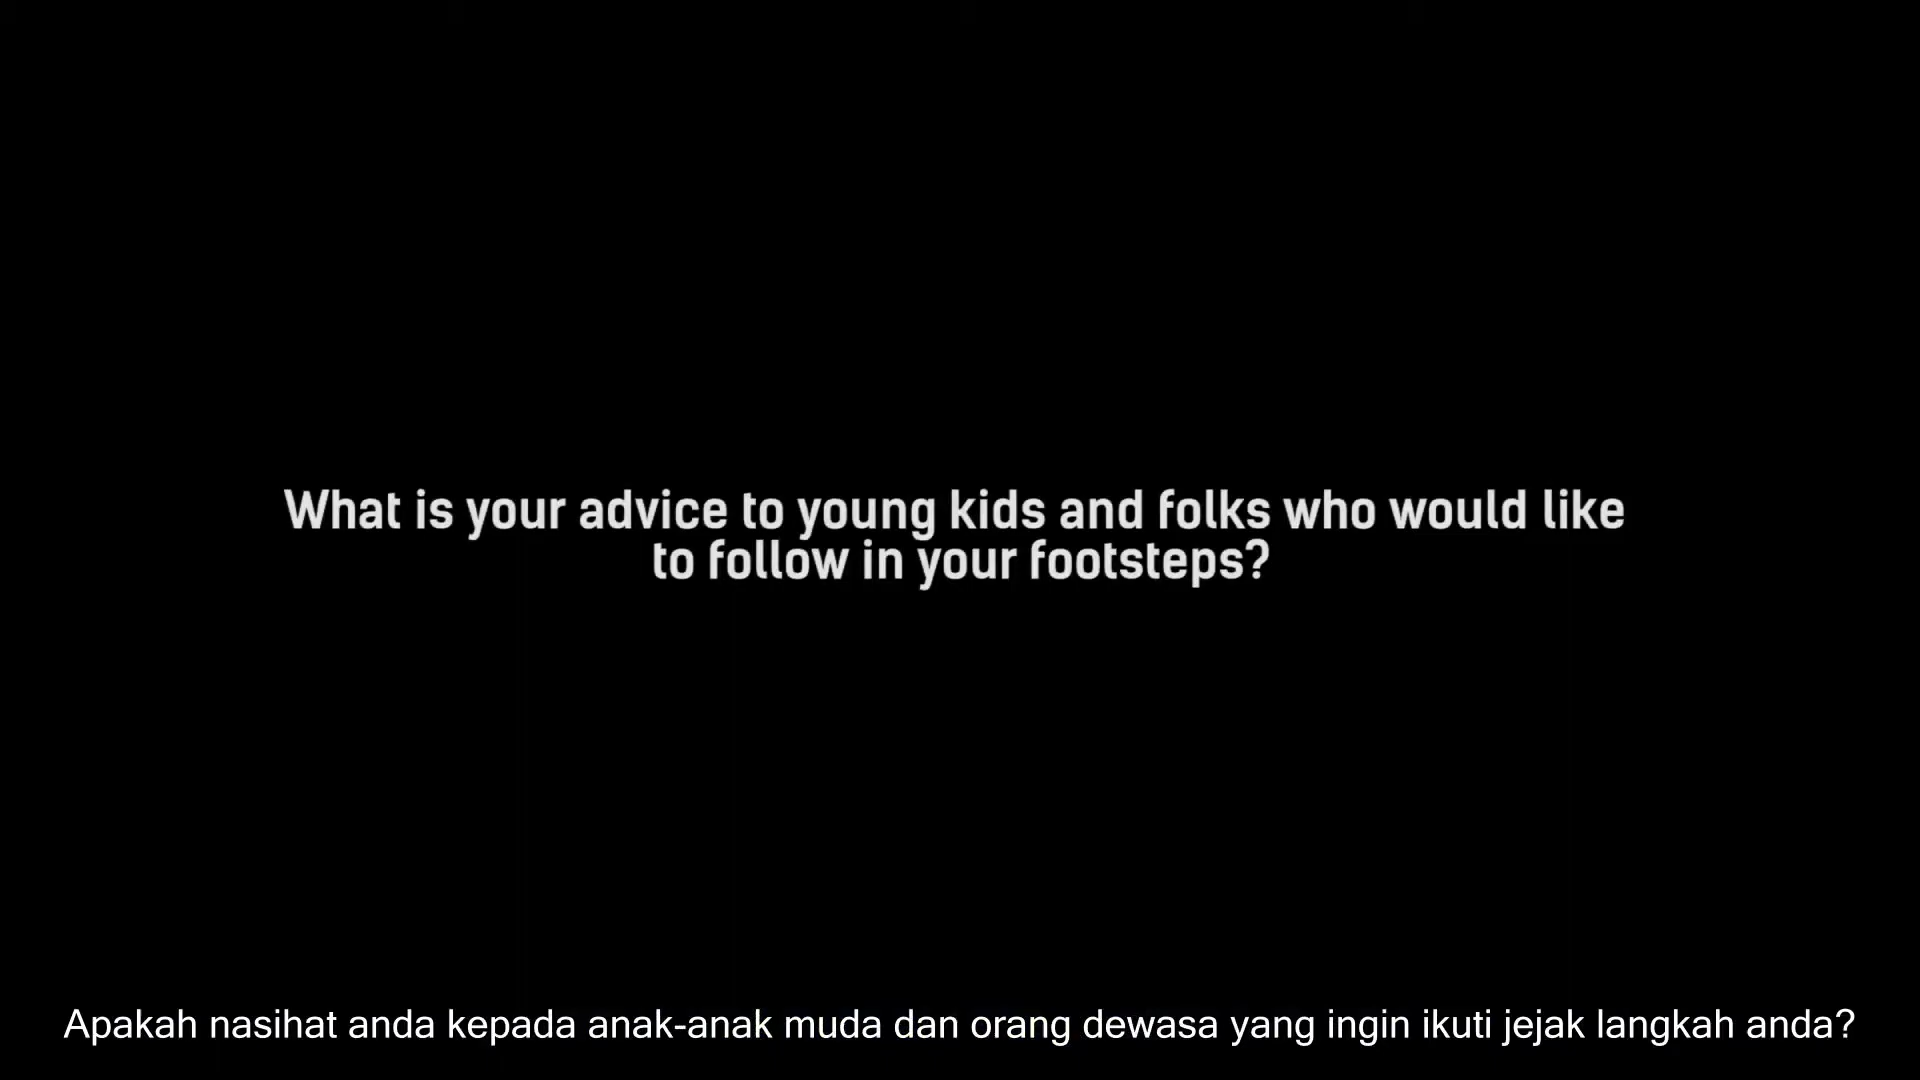 What is your advice to young kids and folks who would like
to follow in your footsteps?
Apakah nasihat anda kepada anak-anak muda dan orang dewasa yang ingin ikuti jejak langkah anda?